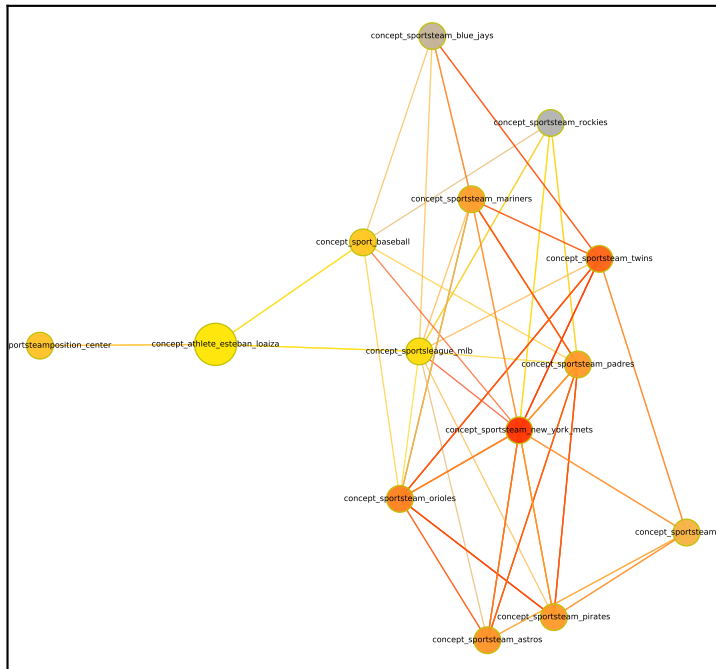 concept_sportsteam_blue_jays
concept_sportsteam_rockies
concept_sportsteam_mariners
concept_sport_baseball
concept_sportsteam_twins
portsteamposition_center
concept_athlete_esteban_loaiza
concept_sportsleague_mlb
concept_sportsteam_padres
concept_sportsteam_new_york_mets
concept_sportsteam_orioles
concept_sportsteam
concept_sportsteam_pirates
concept_sportsteam_astros